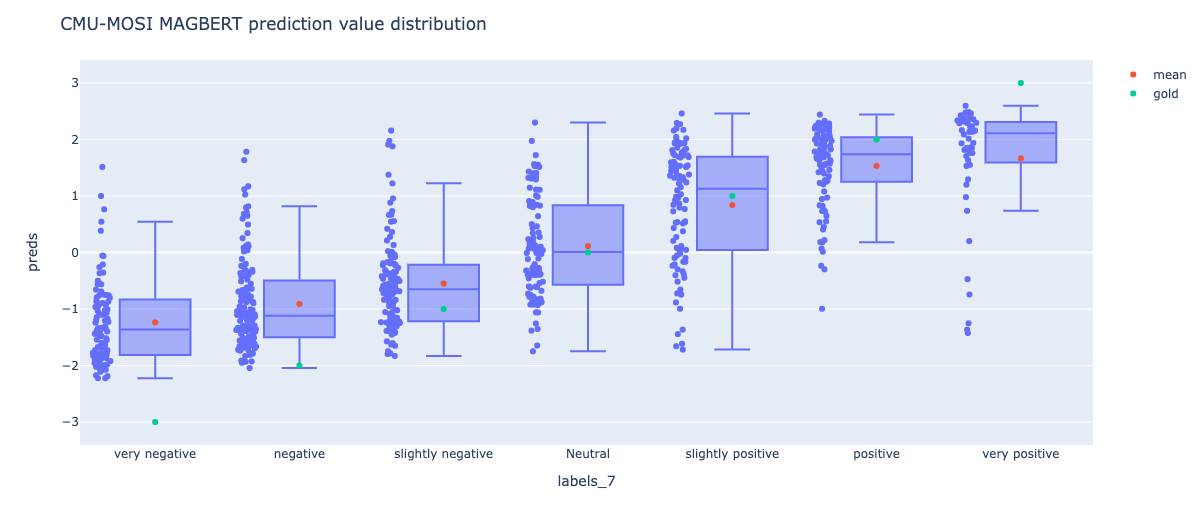 CMU-MOSI MAGBERT prediction value distribution
mean
gold
3
2
1
0
−1
−2
−3
preds
very negative
negative
slightly negative
Neutral
slightly positive
positive
very positive
labels_7